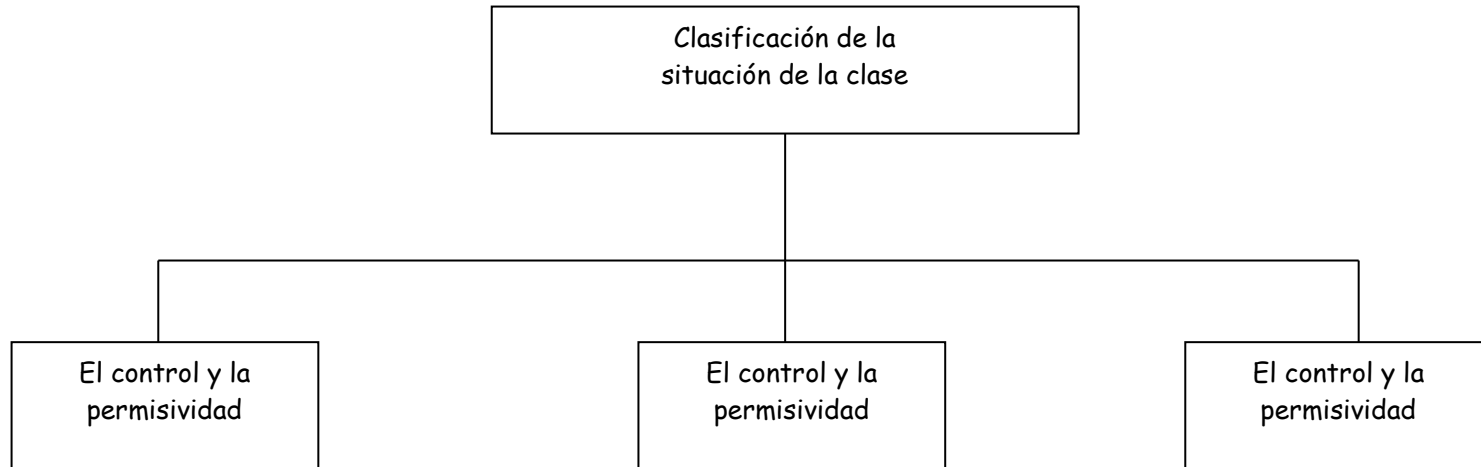 Clasificación de la
situación de la clase
El control y la
permisividad
El control y la
permisividad
El control y la
permisividad